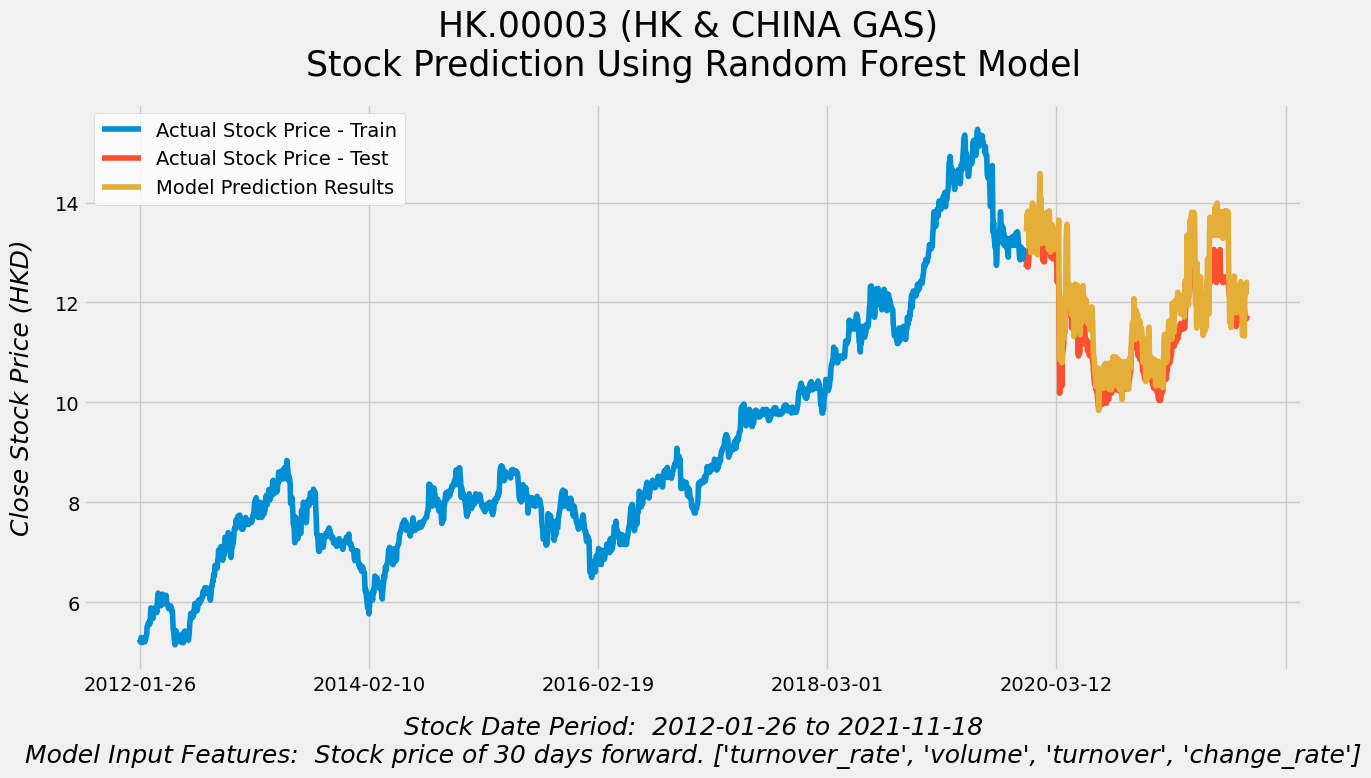 HK.00003 (HK & CHINA GAS)
Stock Prediction Using Random Forest Model
Actual Stock Price - Train
Actual Stock Price - Test
Model Prediction Results
Close Stock Price (HKD)
14
12
10
8
6
2012-01-26 2014-02-10 2016-02-19 2018-03-01 2020-03-12
Stock Date Period:  2012-01-26 to 2021-11-18
Model Input Features:  Stock price of 30 days forward. ['turnover_rate', 'volume', 'turnover', 'change_rate']